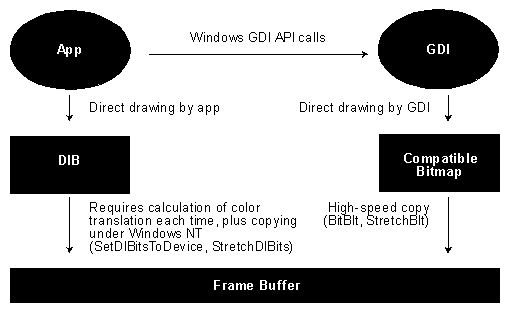 App
Windows GDI API calls
GDI
Direct drawing by app
Direct drawing by GDI
DIB
Compatible
Bitmap
Requires calculation of color
translation each time, plus copying
under Windows NT
(SetDIBitsToDevice, StretchDIBits)
High-speed copy
(BitBlt, StretchBlt)
Frame Buffer